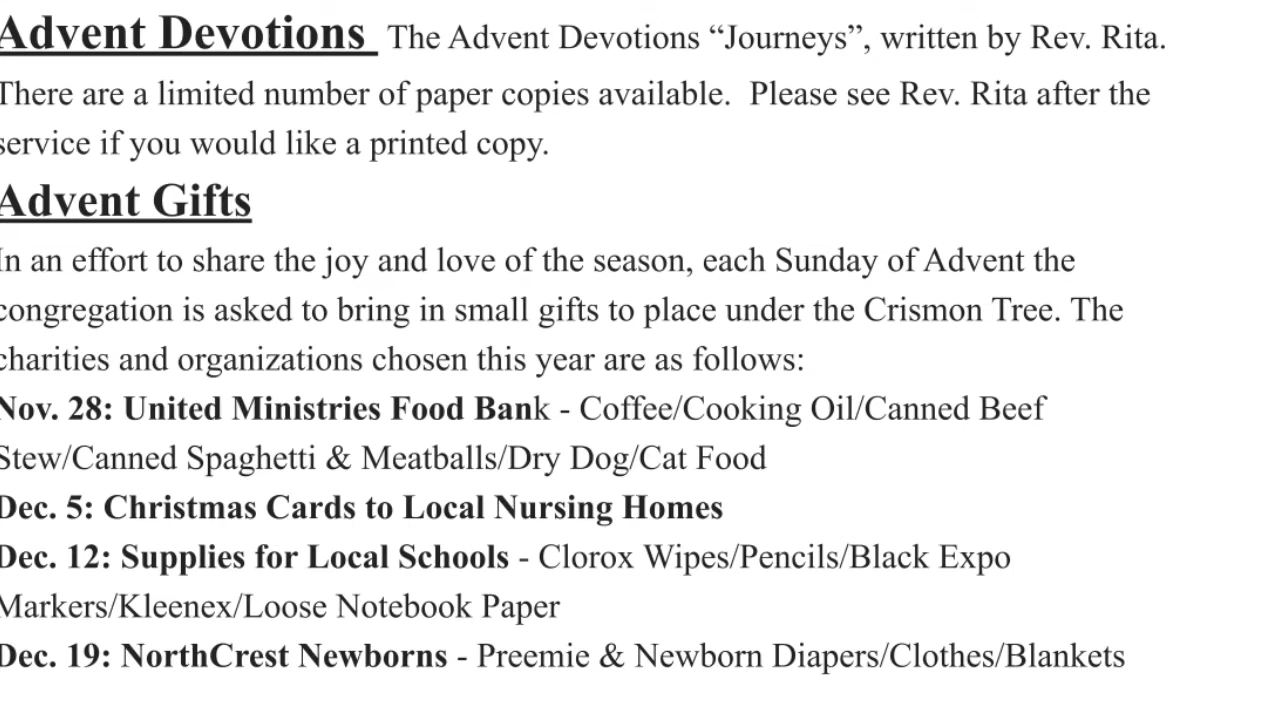 Advent Devotions The Advent Devotions “Journeys”, written by Rev. Rita.
There are a limited number of paper copies available.  Please see Rev. Rita after the
service if you would like a printed copy.
Advent Gifts
In an effort to share the joy and love of the season, each Sunday of Advent the
congregation is asked to bring in small gifts to place under the Crismon Tree. The
charities and organizations chosen this year are as follows:
Nov. 28: United Ministries Food Bank - Coffee/Cooking Oil/Canned Beef
Stew/Canned Spaghetti & Meatballs/Dry Dog/Cat Food
Dec. 5: Christmas Cards to Local Nursing Homes
Dec. 12: Supplies for Local Schools - Clorox Wipes/Pencils/Black Expo
Markers/Kleenex/Loose Notebook Paper
Dec. 19: NorthCrest Newborns - Preemie & Newborn Diapers/Clothes/Blankets